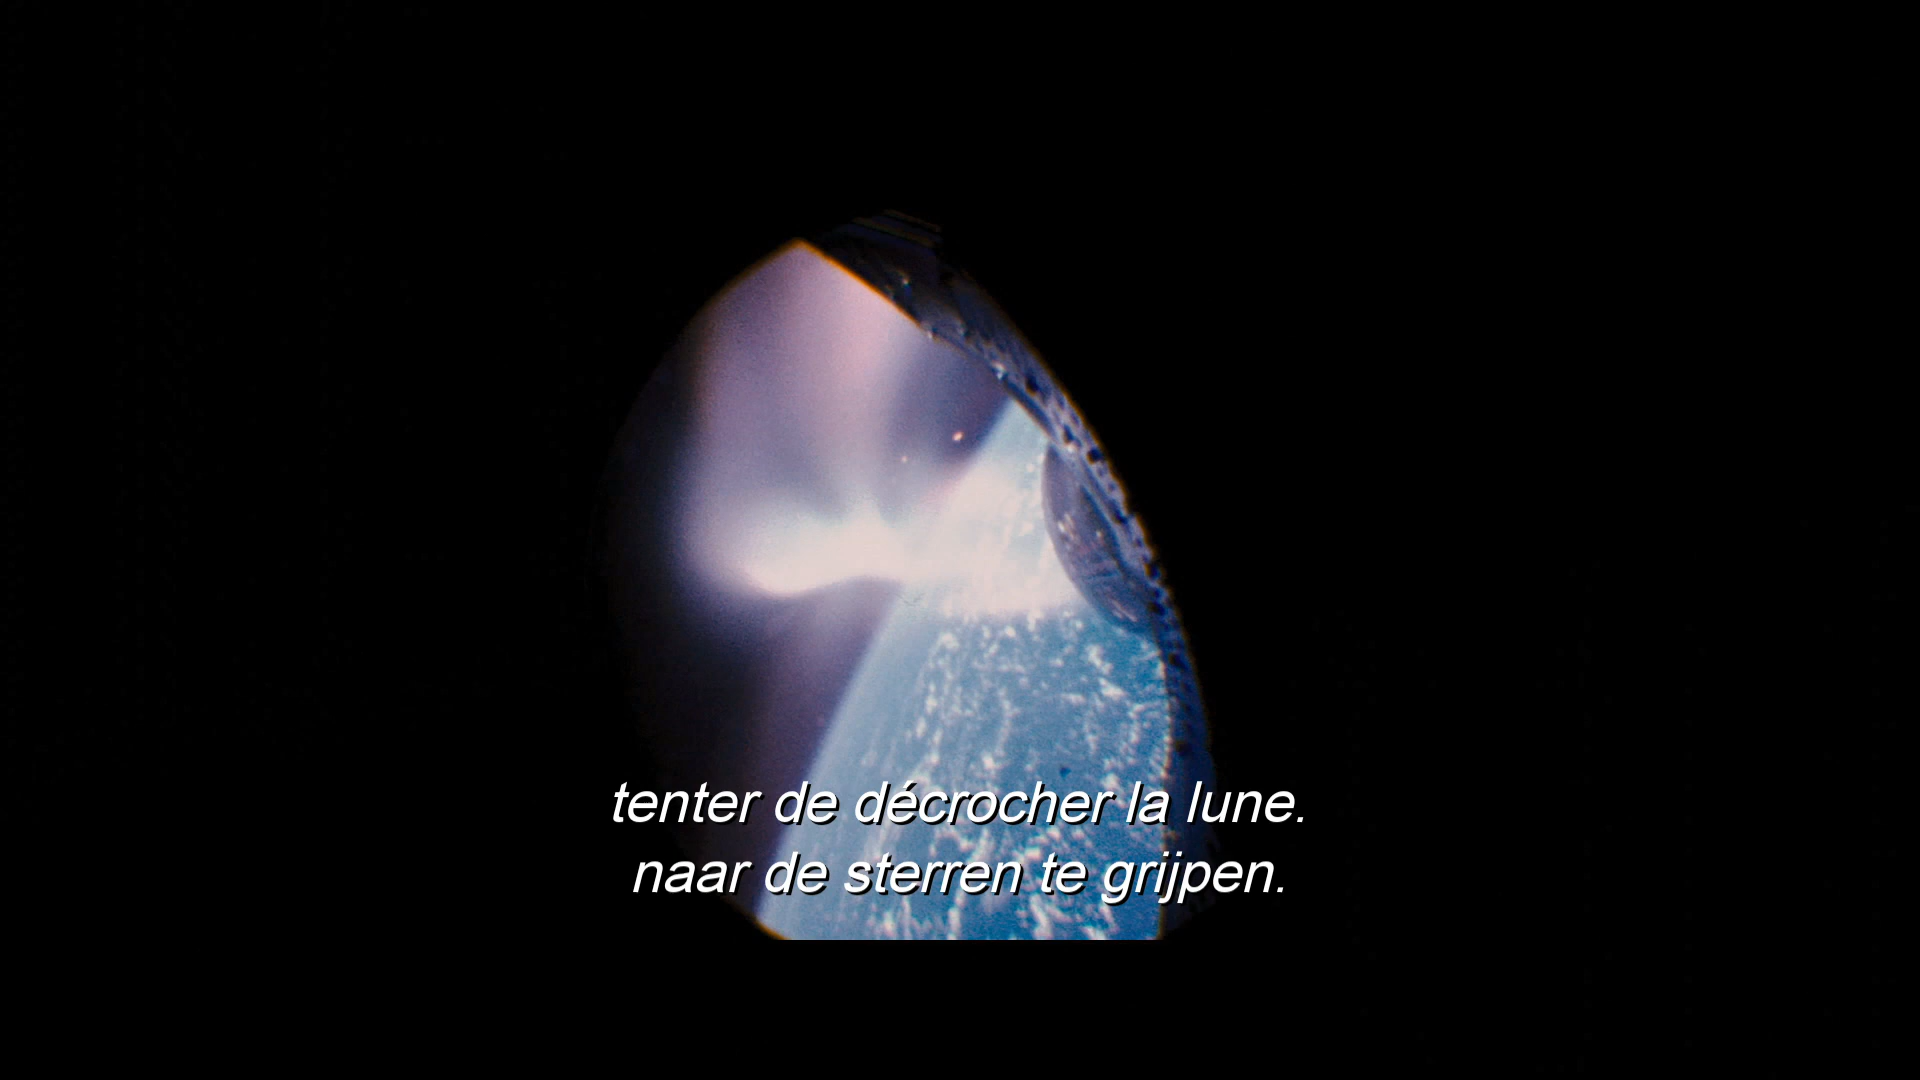 tenter de décrocher la lune.
naar de sterren te grijpen.